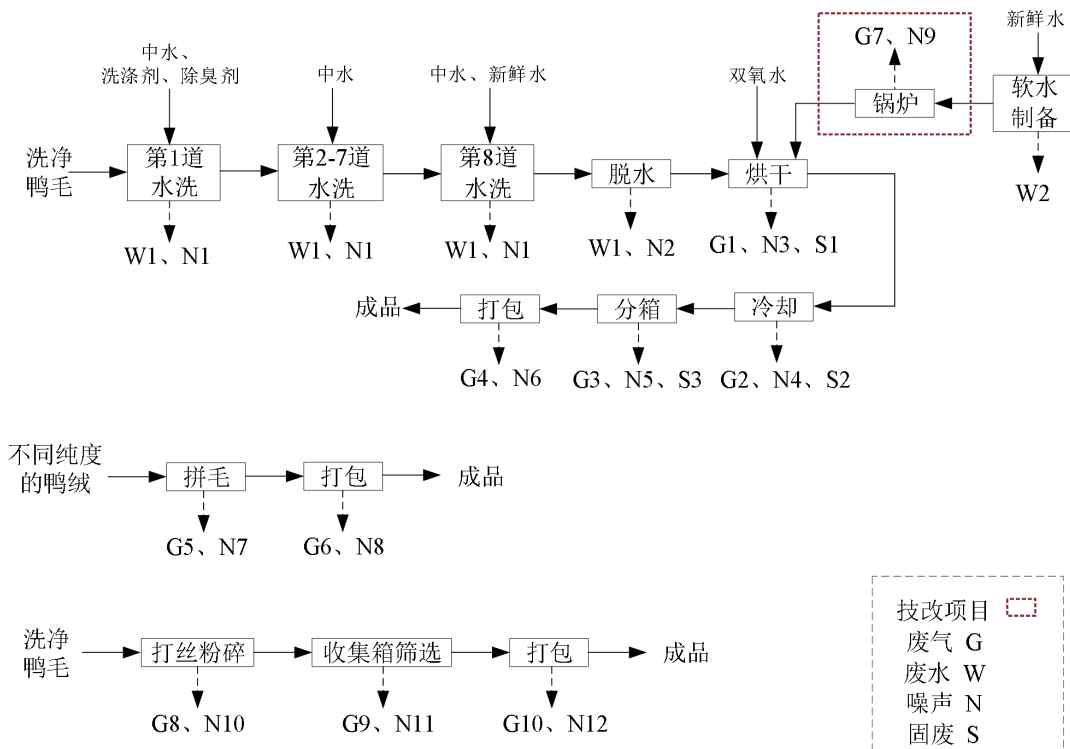 新鲜水
G7、N9
中水、
洗涤剂、除臭剂
中水
中水、新鲜水
双氧水
锅炉
软水
制备
洗净
鸭毛
第1道
水洗
第2-7道
水洗
第8道
水洗
脱水
烘干
W2
W1、N1
W1、N1
W1、N1
W1、N2
G1、N3、S1
成品
打包
分箱
冷却
G4、N6
G3、N5、S3
G2、N4、S2
不同纯度
的鸭绒
拼毛
打包
成品
G5、N7
G6、N8
洗净
鸭毛
打丝粉碎
收集箱筛选
打包
成品
G8、N10
G9、N11
G10、N12
技改项目
废气 G
废水 W
噪声 N
固废 S